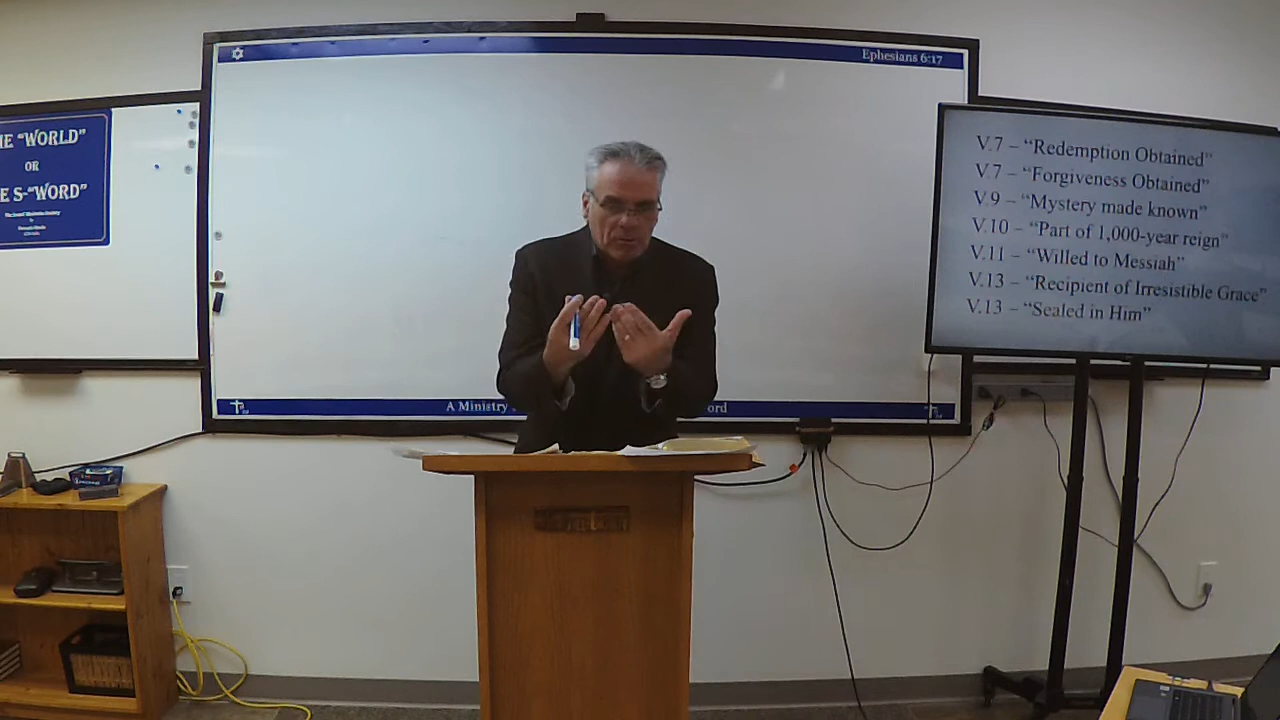 Ephesians 6:17
HE "WORLD"
OR
E S-"WORD"
V.7 – "Redemption Obtained"
V.7 – "Forgiveness Obtained"
V.9 – "Mystery made known"
V.10 – "Part of 1,000-year reign"
V.11 – "Willed to Messiah"
V.13 – "Recipient of Irresistible Grace"
V.13 – "Sealed in Him"
A Ministry ord